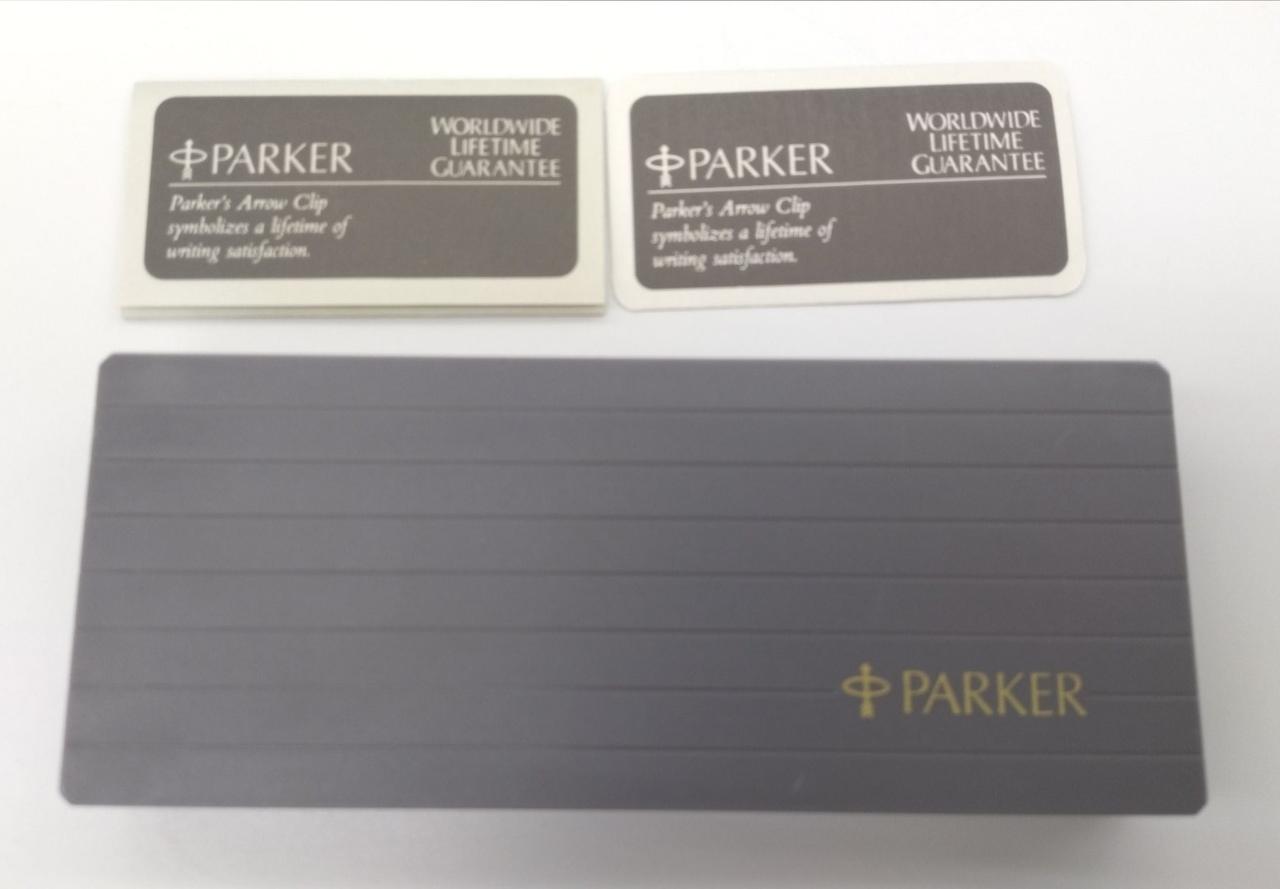 PARKER
WORLDWIDE
LIFETIME
GUARANTEE
Parker's Arrow Clip
symbolizes a lifetime of
writing satisfaction.
PARKER
WORLDWIDE
LIFETIME
GUARANTEE
Parker's Arrow Clip
symbolizes a lifetime of
writing satisfaction.
PARKER